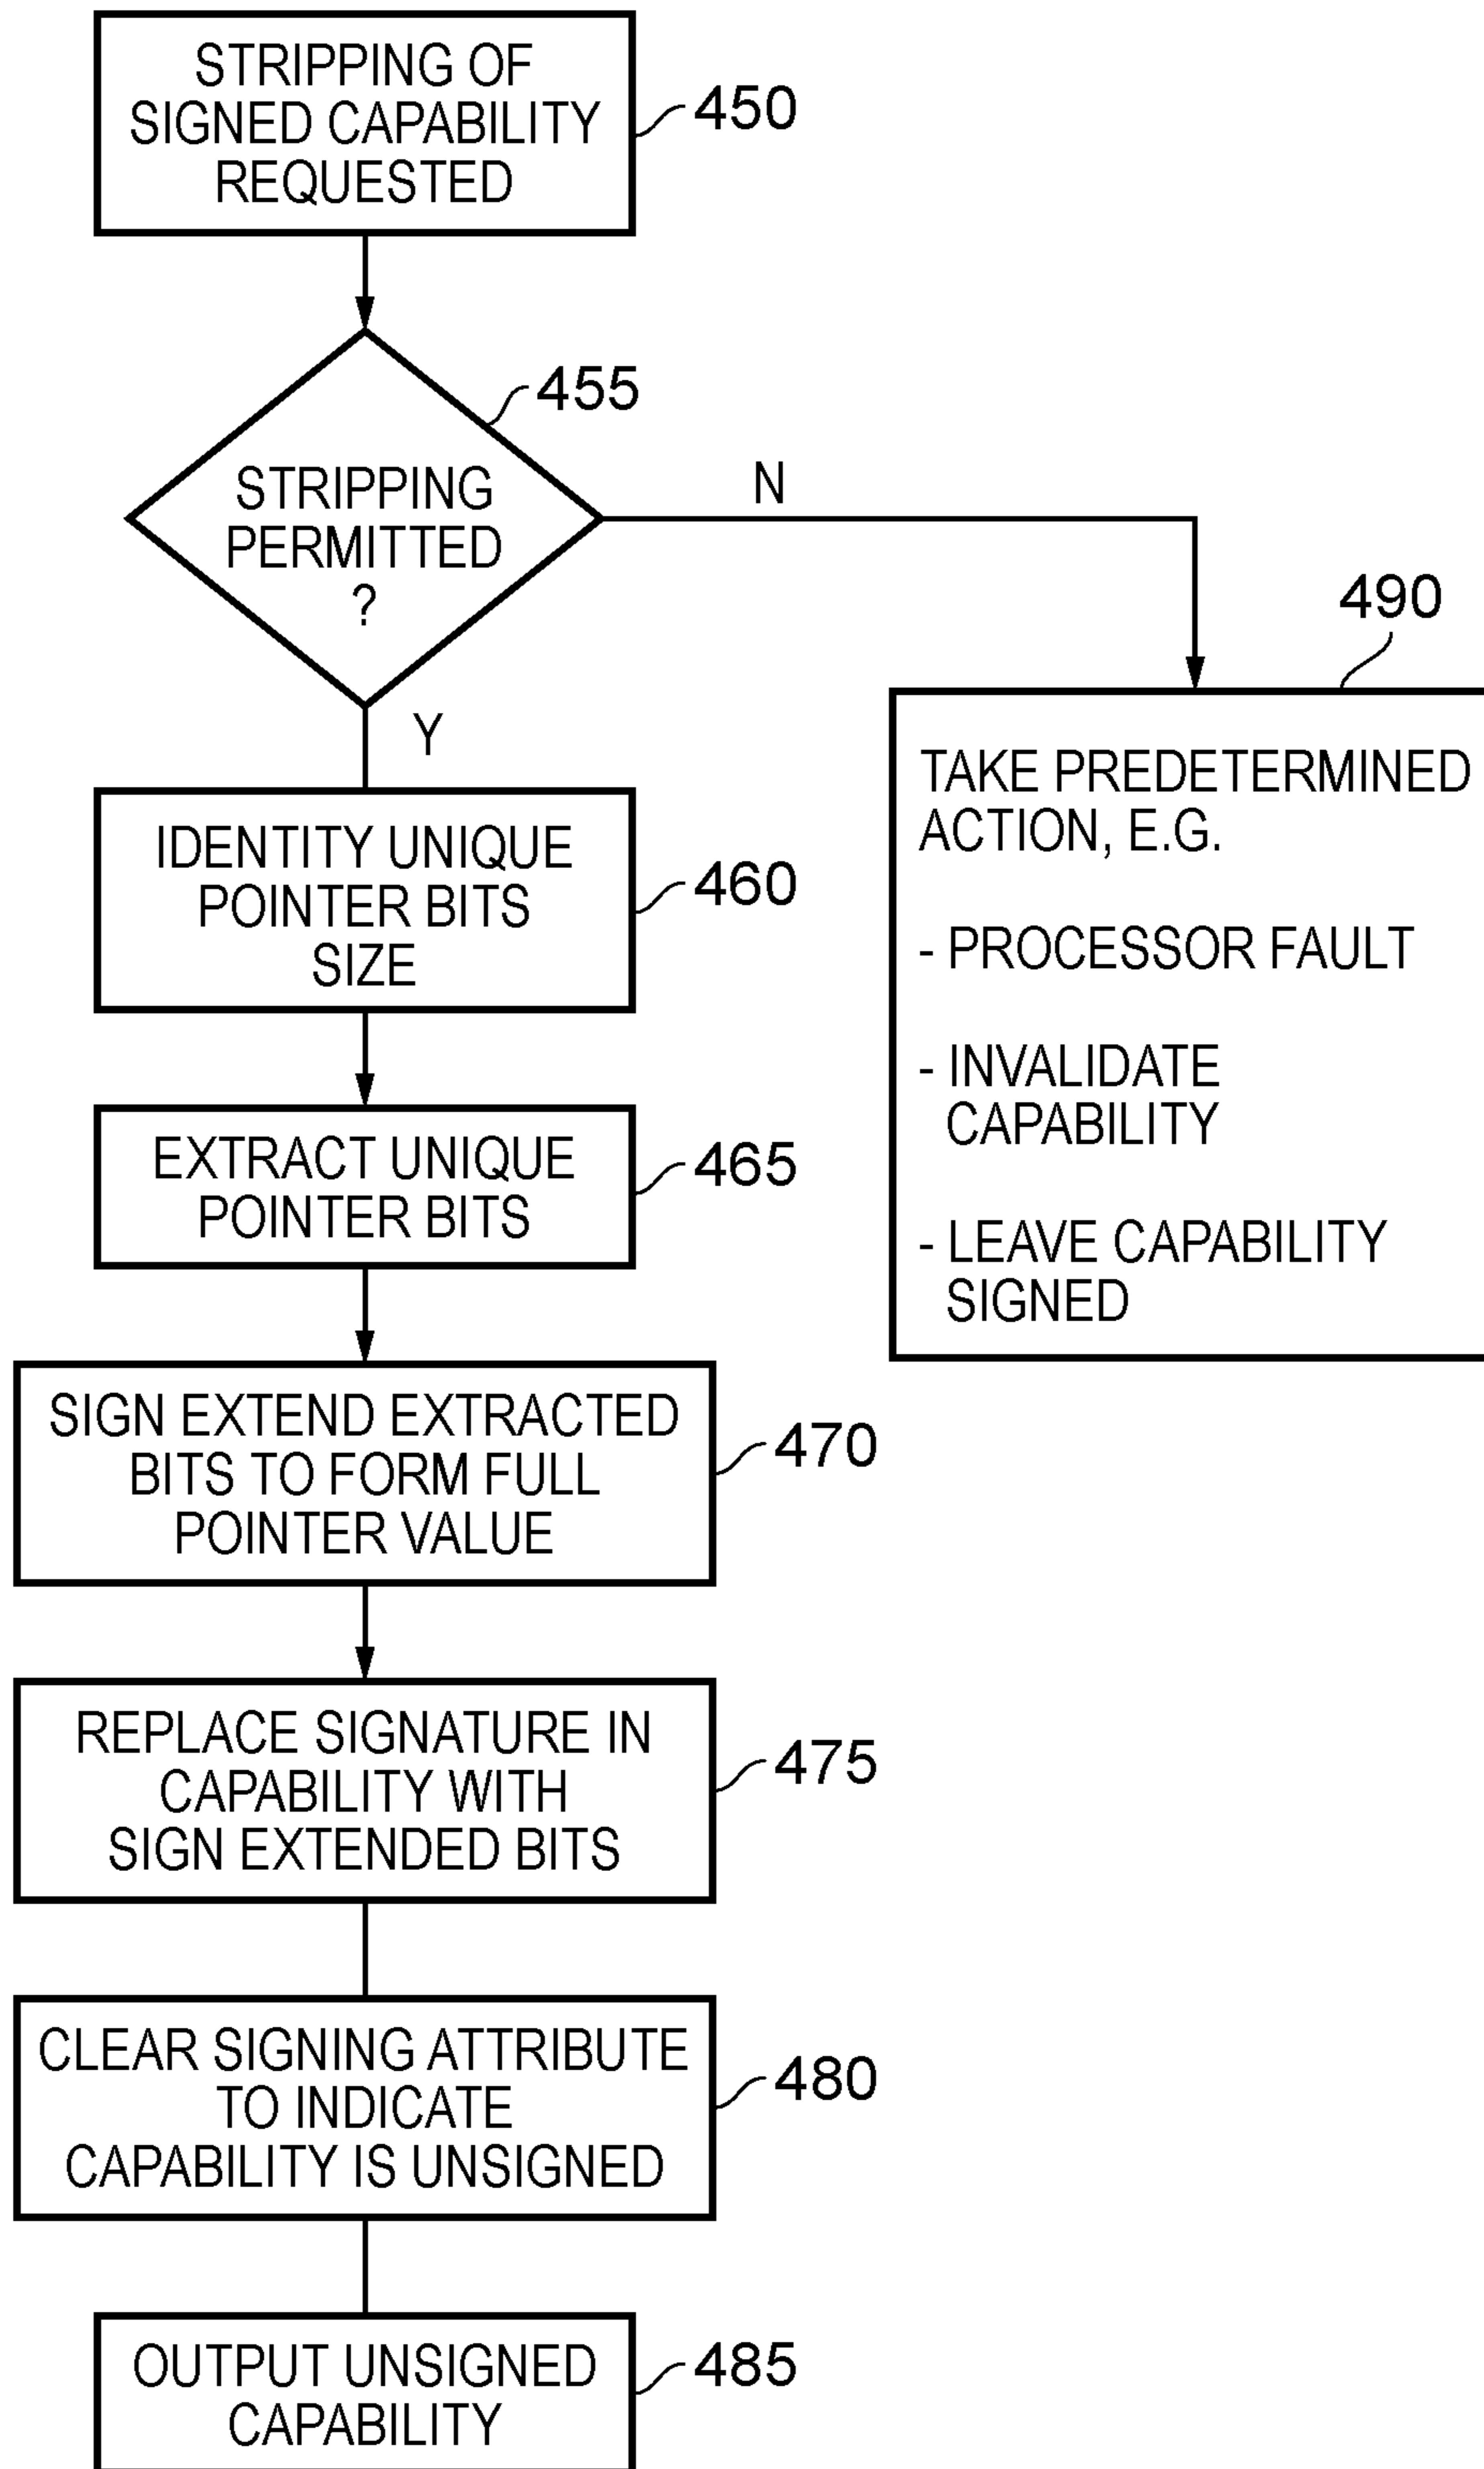 STRIPPING OF
SIGNED CAPABILITY
REQUESTED
450
455
STRIPPING
PERMITTED
?
N
Y
490
TAKE PREDETERMINED
ACTION, E.G.
- PROCESSOR FAULT
- INVALIDATE
CAPABILITY
- LEAVE CAPABILITY
SIGNED
IDENTITY UNIQUE
POINTER BITS
SIZE
460
EXTRACT UNIQUE
POINTER BITS
465
SIGN EXTEND EXTRACTED
BITS TO FORM FULL
POINTER VALUE
470
REPLACE SIGNATURE IN
CAPABILITY WITH
SIGN EXTENDED BITS
475
CLEAR SIGNING ATTRIBUTE
TO INDICATE
CAPABILITY IS UNSIGNED
480
OUTPUT UNSIGNED
CAPABILITY
485